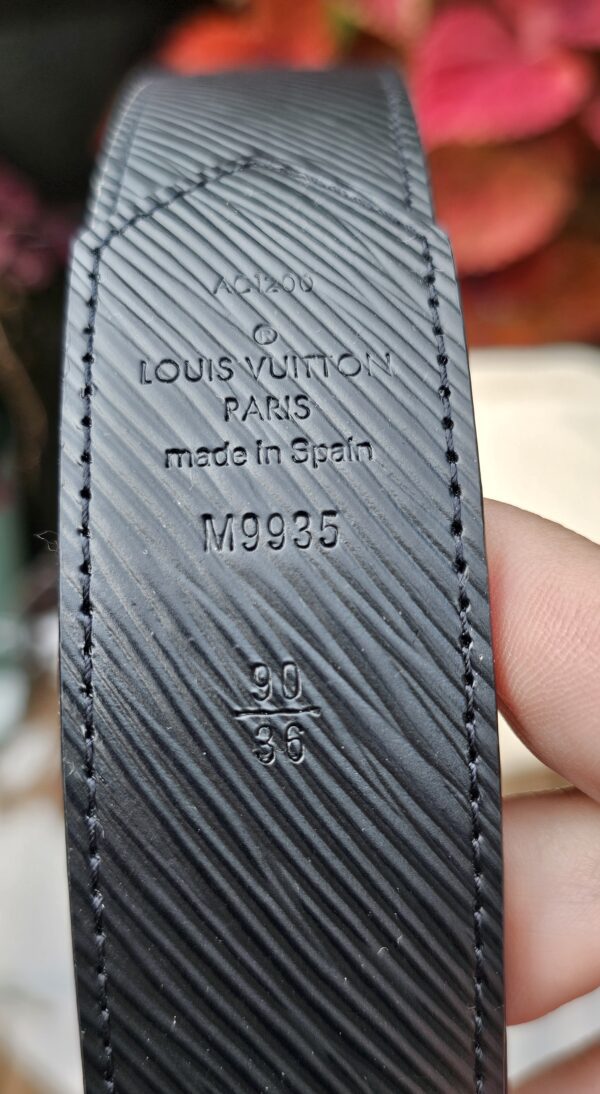 AC1200
®
LOUIS VUITTON
PARIS
made in Spain
M9935
90
36